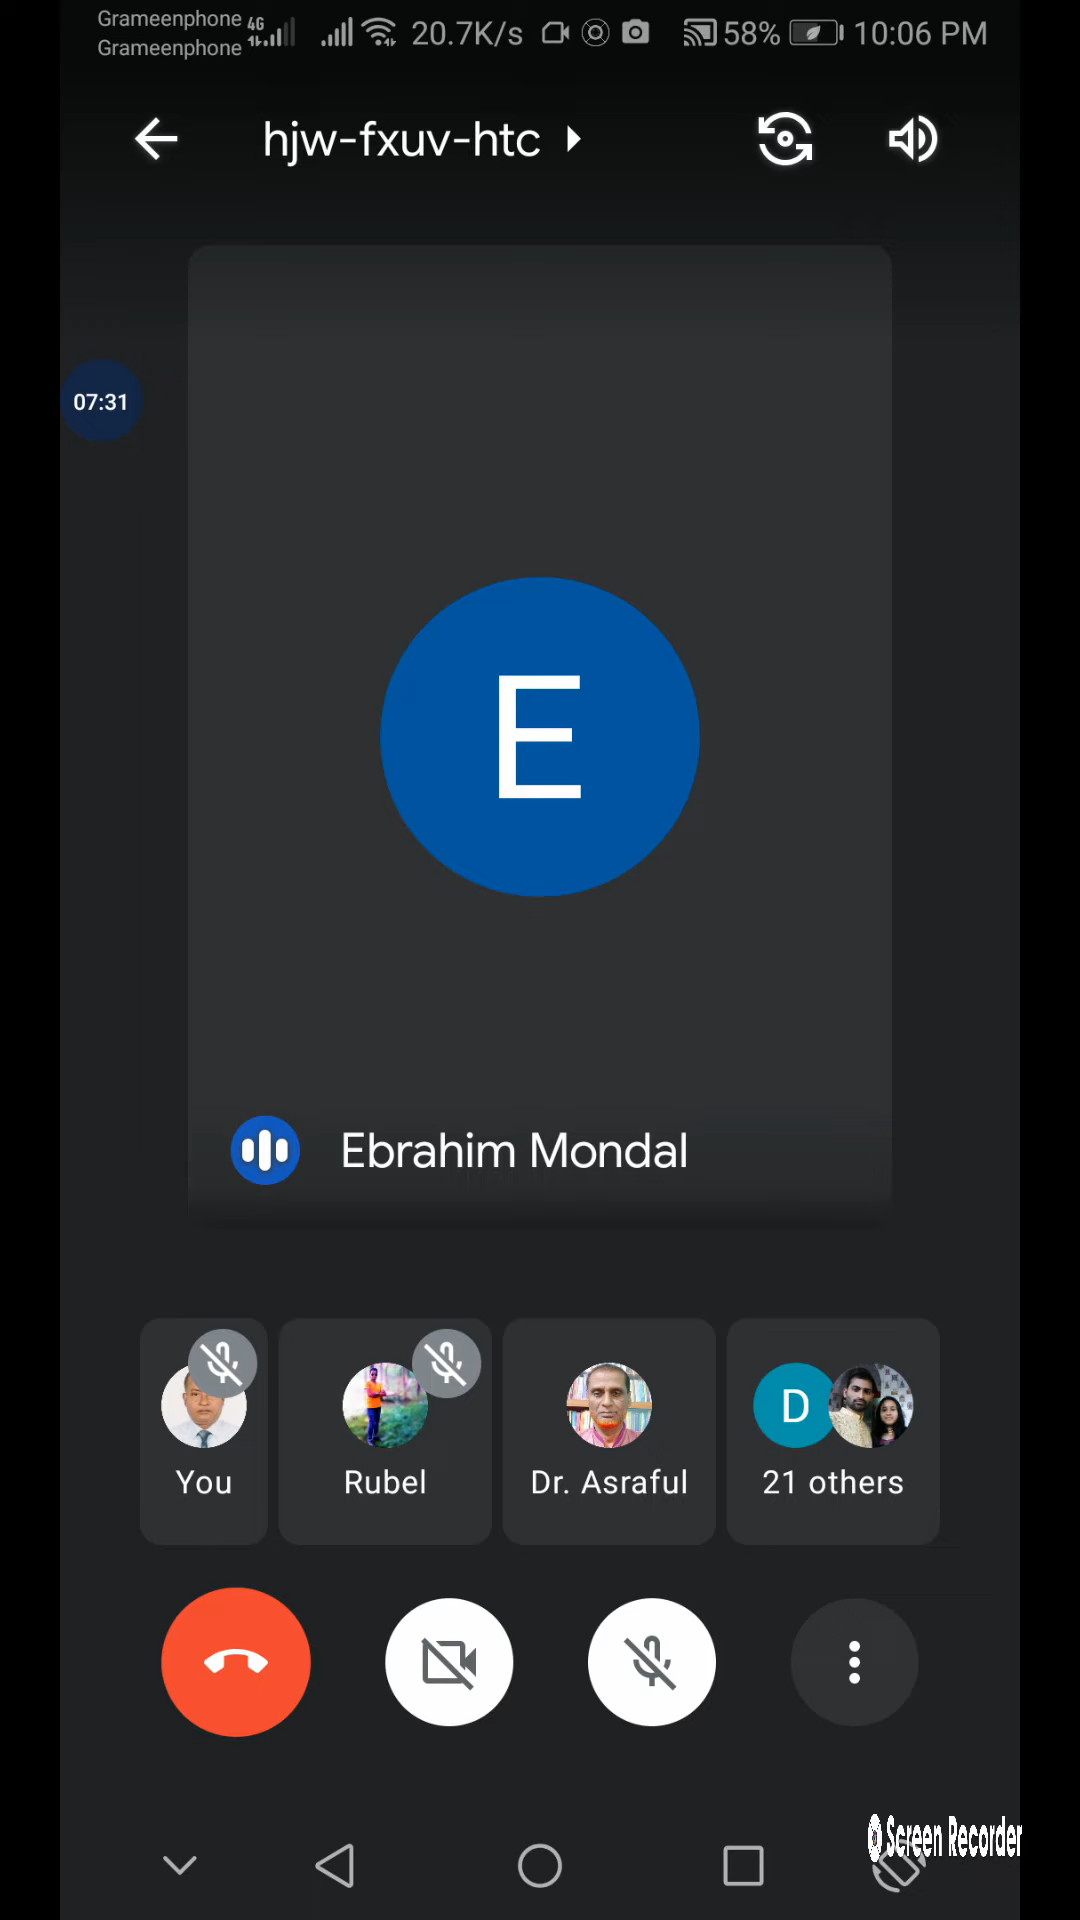 Grameenphone 4G
Grameenphone
20.7K/s
58%
10:06 PM
hjw-fxuv-htc
07:31
E
Ebrahim Mondal
You
Rubel
Dr. Asraful
D
21 others
Screen Recorder